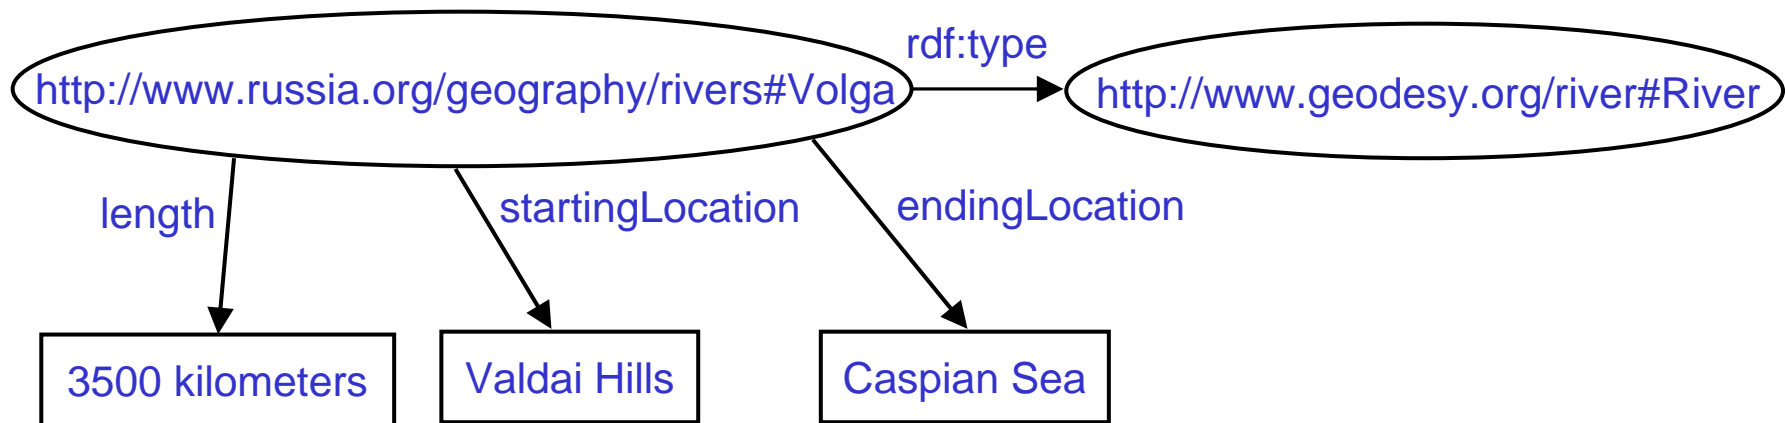 rdf:type
http://www.russia.org/geography/rivers#Volga
http://www.geodesy.org/river#River
length
startingLocation
endingLocation
3500 kilometers
Valdai Hills
Caspian Sea